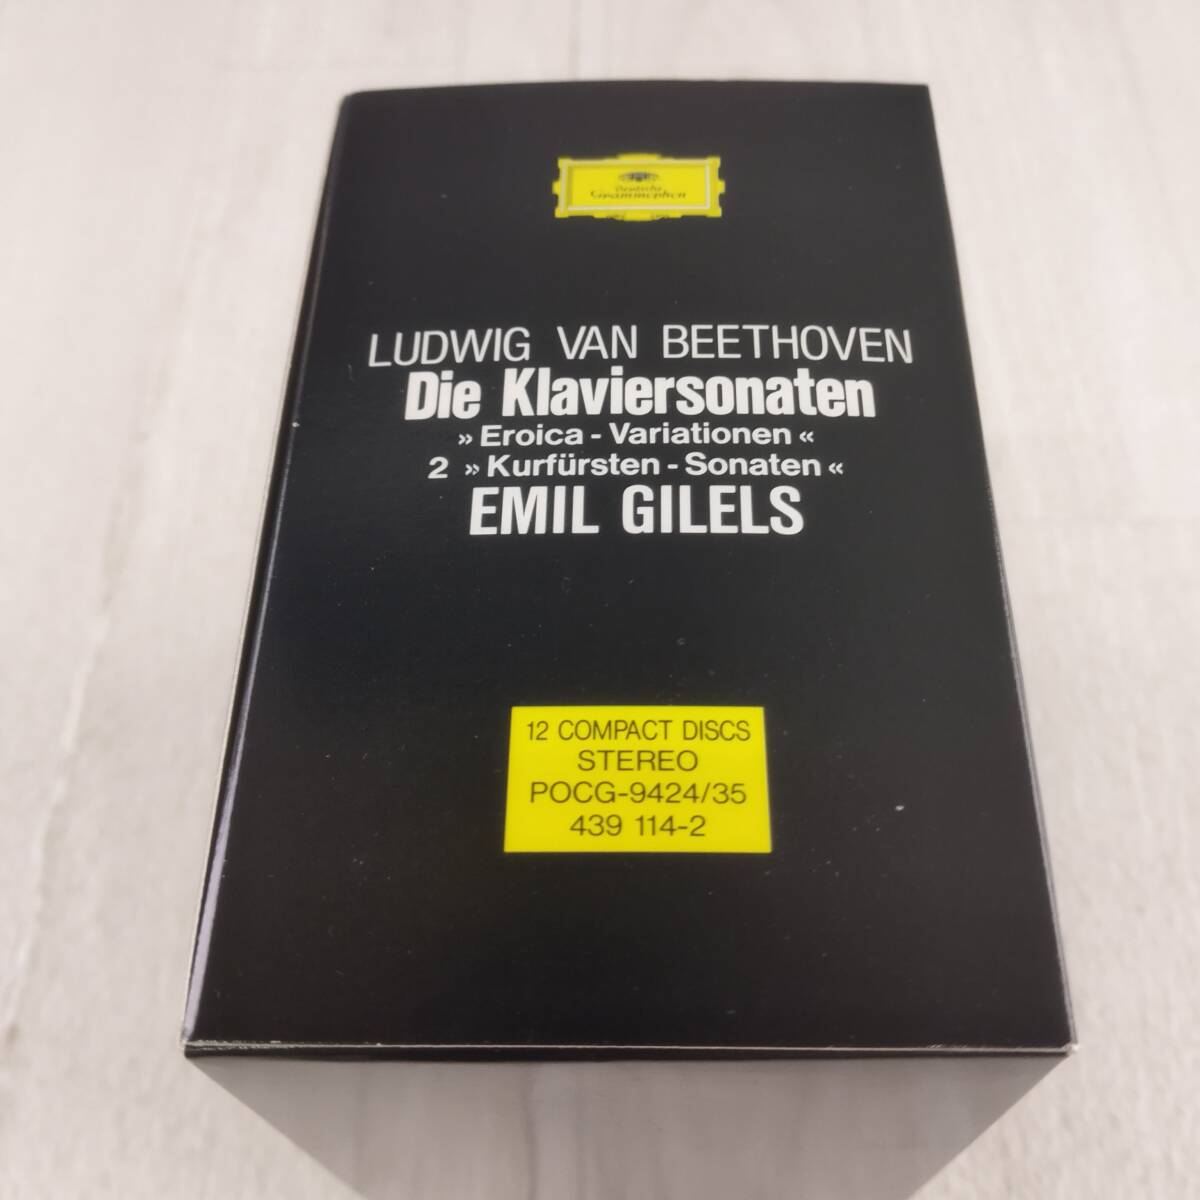 Deutsche
Grammophon
LUDWIG VAN BEETHOVEN
Die Klaviersonaten
»Eroica - Variationen«
2 »Kurfürsten - Sonaten«
EMIL GILELS
12 COMPACT DISCS
STEREO
POCG-9424/35
439 114-2